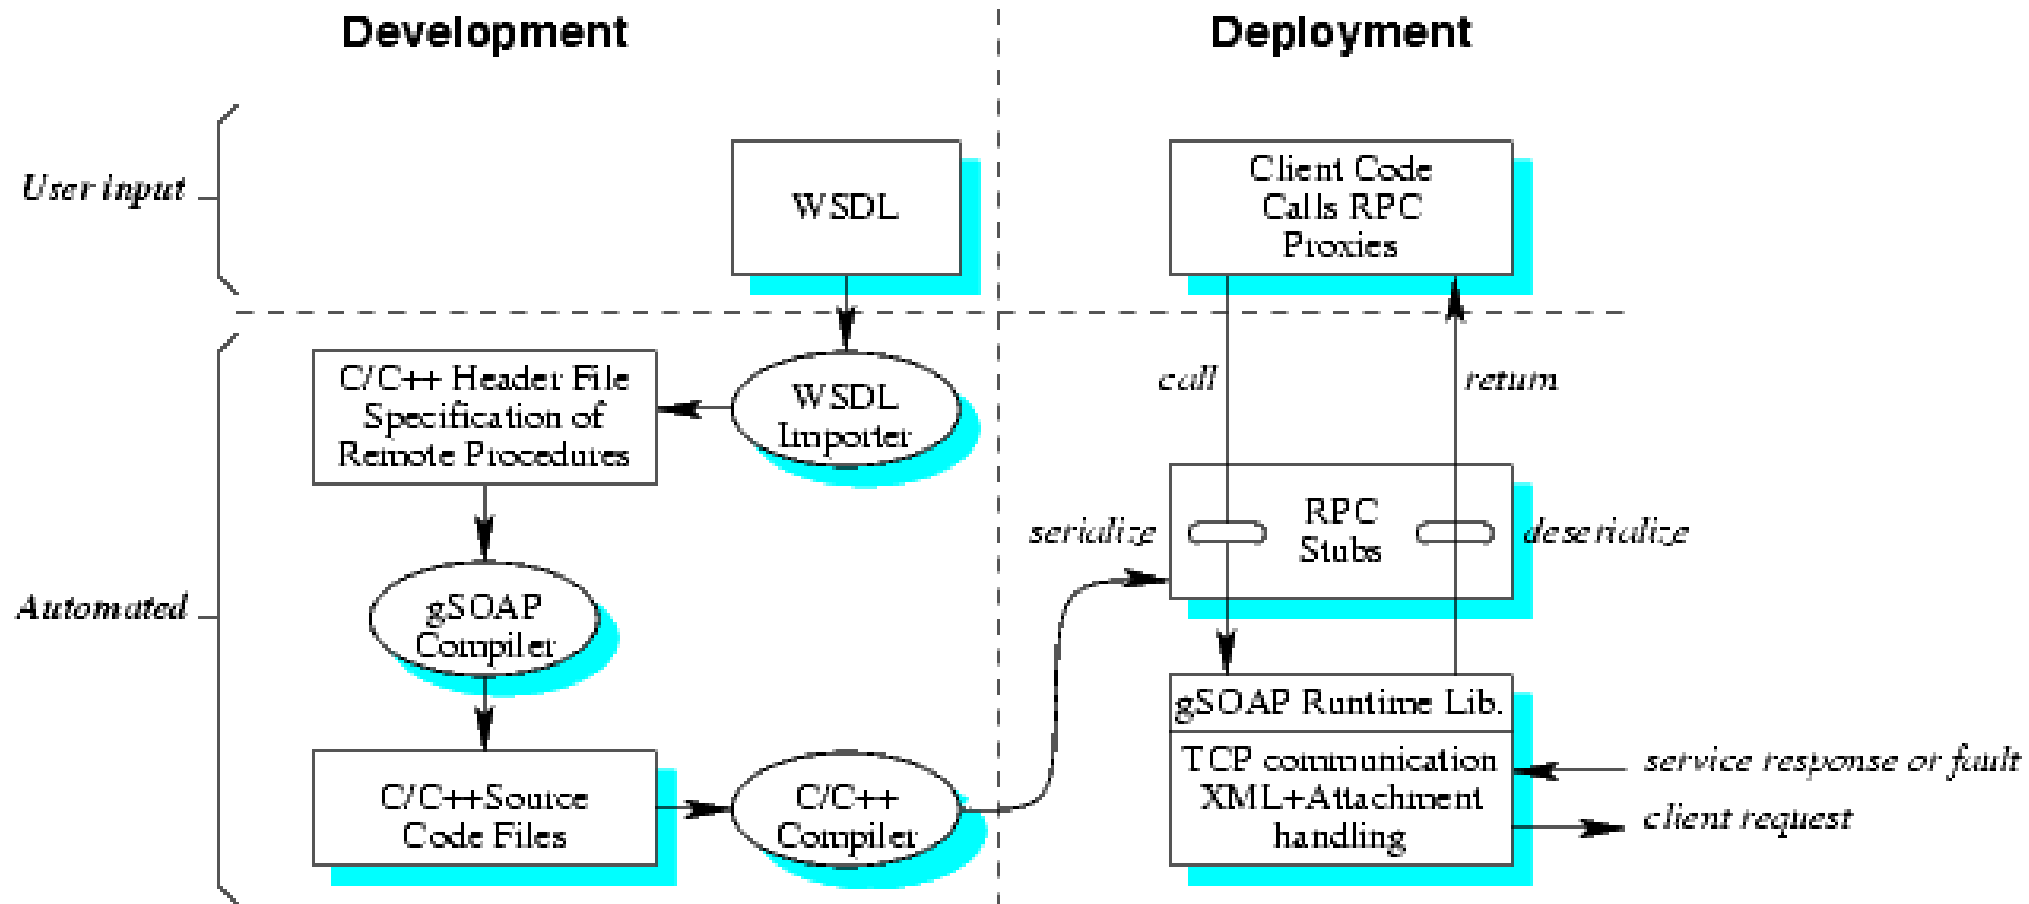 Development
Deployment
User input
WSDL
Client Code
Calls RPC
Proxies
C/C++ Header File
Specification of
Remote Procedures
WSDL
Importer
call
return
serialize
RPC
Stubs
deserialize
Automated
gSOAP
Compiler
gSOAP Runtime Lib.
C/C++Source
Code Files
C/C++
Compiler
TCP communication
XML+Attachment
handling
service response or fault
client request